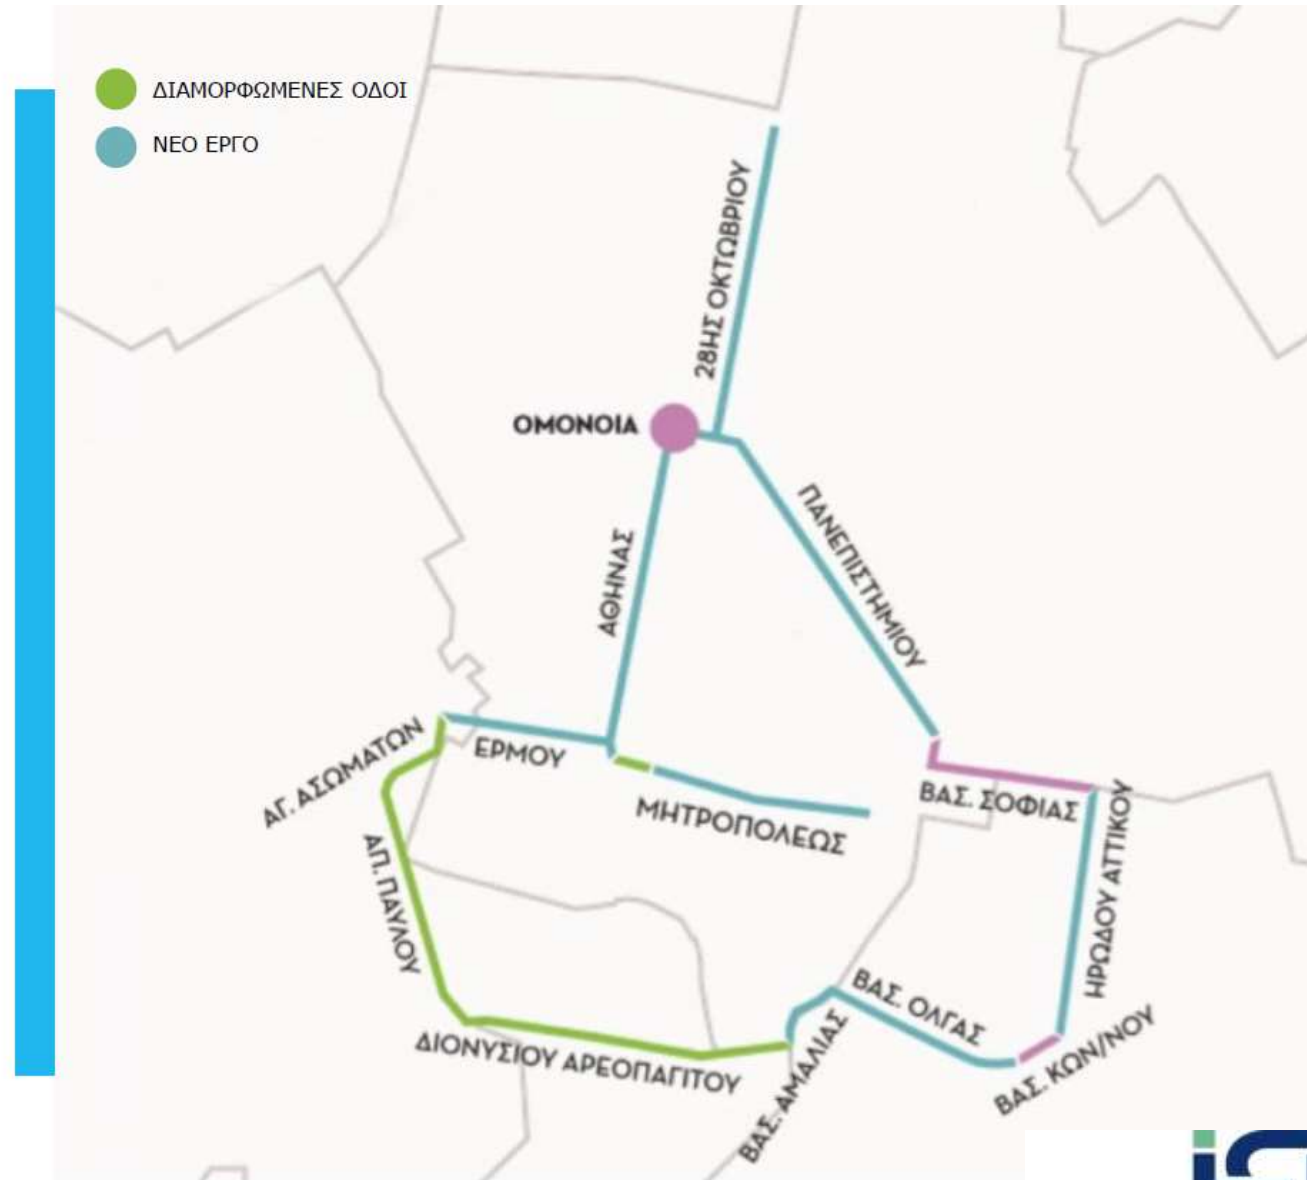 ΔΙΑΜΟΡΦΩΜΕΝΕΣ ΟΔΟΙ
ΝΕΟ ΕΡΓΟ
28ΗΣ ΟΚΤΩΒΡΙΟΥ
ΟΜΟΝΟΙΑ
ΠΑΝΕΠΙΣΤΗΜΙΟΥ
ΑΘΗΝΑΣ
ΑΓ. ΑΣΩΜΑΤΩΝ
ΕΡΜΟΥ
ΜΗΤΡΟΠΟΛΕΩΣ
ΒΑΣ. ΣΟΦΙΑΣ
ΗΡΩΔΟΥ ΑΤΤΙΚΟΥ
ΑΠ. ΠΑΥΛΟΥ
ΒΑΣ. ΟΛΓΑΣ
ΔΙΟΝΥΣΙΟΥ ΑΡΕΟΠΑΓΙΤΟΥ
ΒΑΣ. ΑΜΑΛΙΑΣ
ΒΑΣ. ΚΩΝ/ΝΟΥ